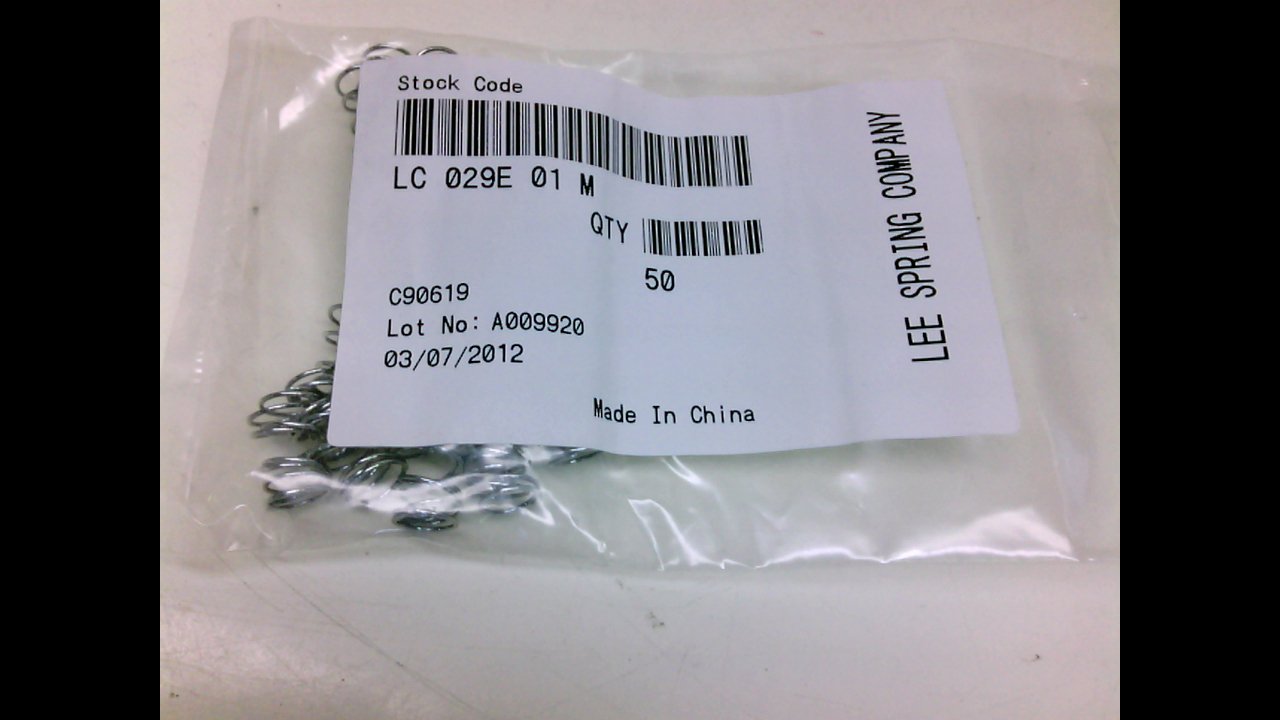 Stock Code
LC 029E 01 M
QTY
50
C90619
Lot No: A009920
03/07/2012
Made In China
LEE SPRING COMPANY